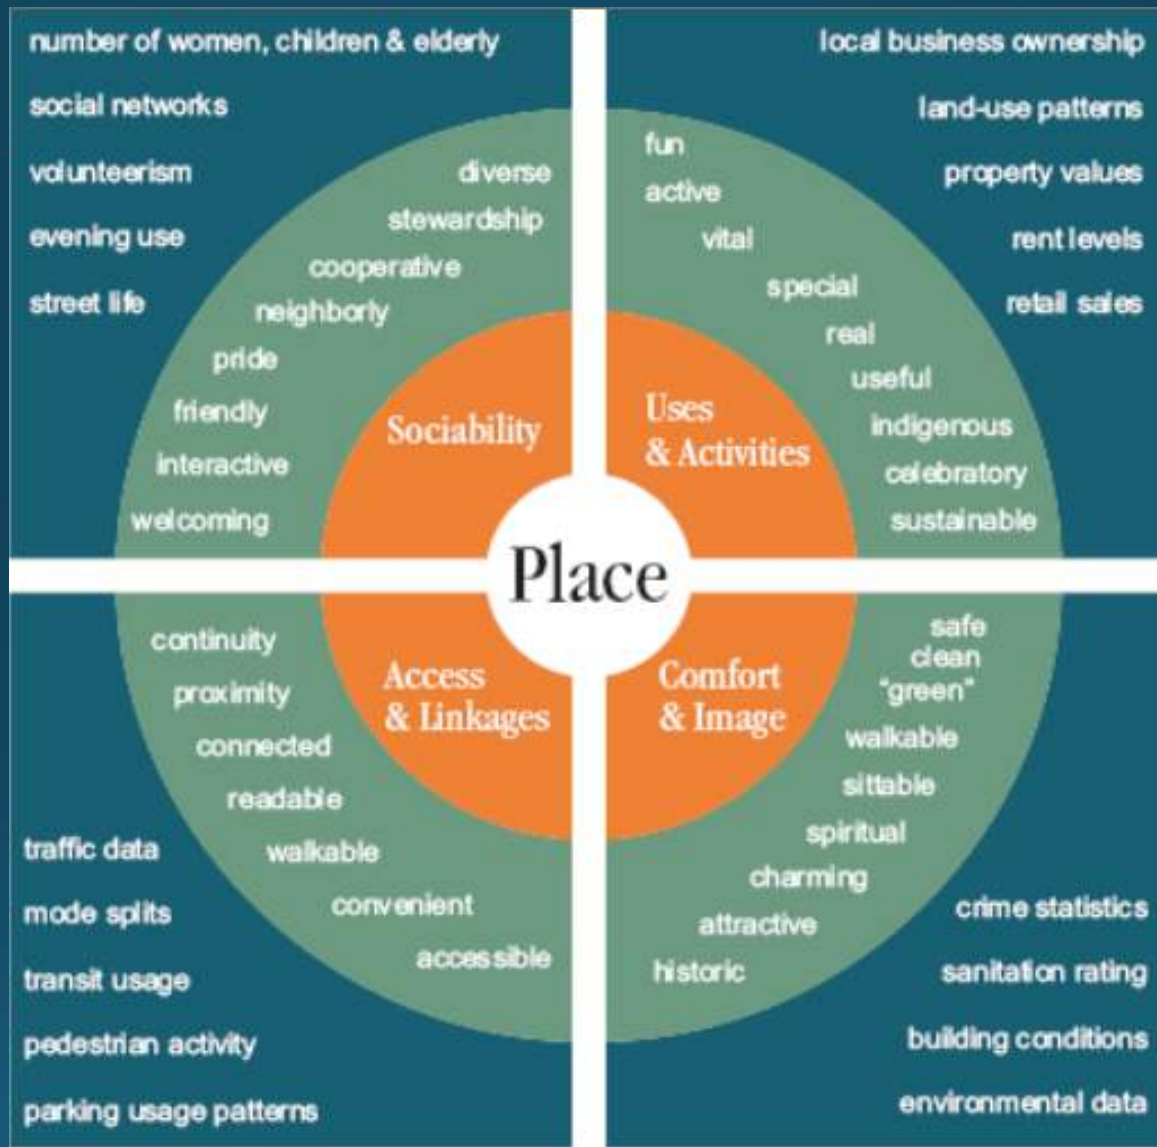 number of women, children & elderly
social networks
volunteerism
evening use
street life
diverse
stewardship
cooperative
neighborly
pride
friendly
interactive
welcoming
Sociability
local business ownership
land-use patterns
property values
rent levels
retail sales
fun
active
vital
special
real
useful
indigenous
celebratory
sustainable
Uses
& Activities
Place
continuity
proximity
connected
readable
walkable
convenient
accessible
Access
& Linkages
traffic data
mode splits
transit usage
pedestrian activity
parking usage patterns
Comfort
& Image
safe
clean
"green"
walkable
sittable
spiritual
charming
attractive
historic
crime statistics
sanitation rating
building conditions
environmental data